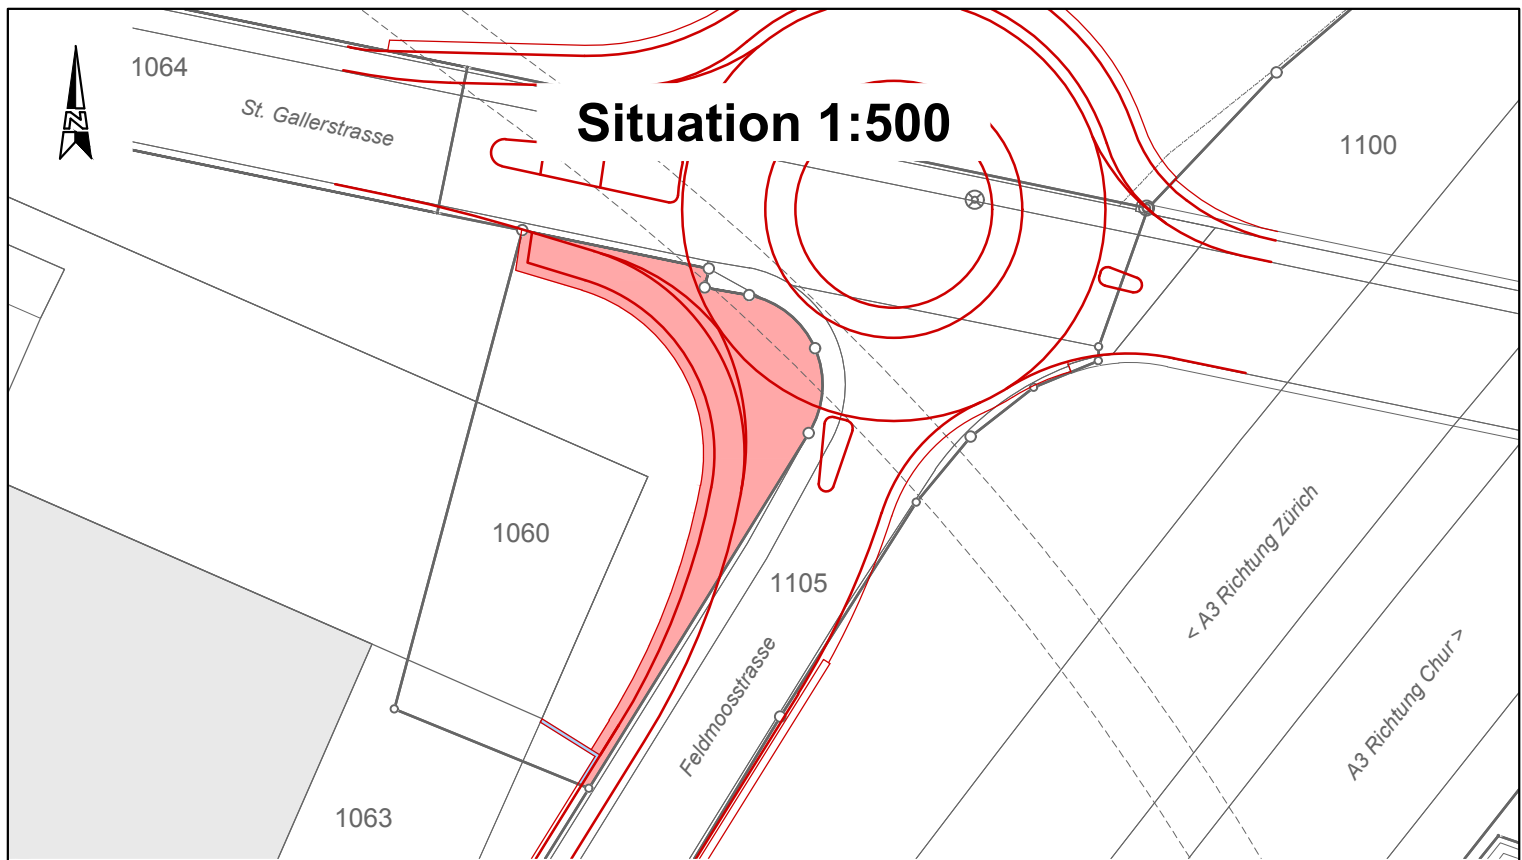 1064
St. Gallerstrasse
N
Situation 1:500
1100
1060
1105
Feldmoosstrasse
1063
< A3 Richtung Zürich
A3 Richtung Chur >